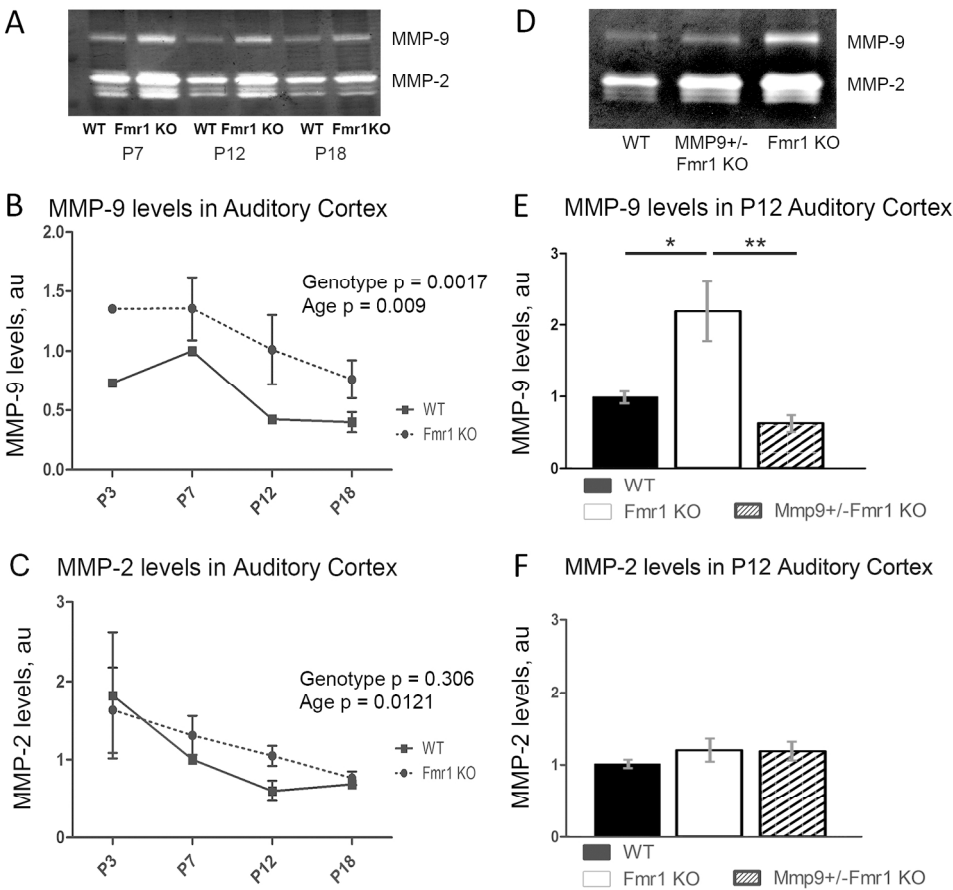 A
MMP-9
MMP-2
WT Fmr1 KO WT Fmr1 KO WT Fmr1KO
P7 P12 P18
B MMP-9 levels in Auditory Cortex
MMP-9 levels, au
2.0
1.5
1.0
0.5
0.0
Genotype p = 0.0017
Age p = 0.009
WT
Fmr1 KO
P3 P7 P12 P18
C MMP-2 levels in Auditory Cortex
MMP-2 levels, au
3
2
1
0
Genotype p = 0.306
Age p = 0.0121
WT
Fmr1 KO
P3 P7 P12 P18
D
MMP-9
MMP-2
WT MMP9+/- Fmr1 KO
Fmr1 KO
E MMP-9 levels in P12 Auditory Cortex
MMP-9 levels, au
3
2
1
0
* **
WT
Fmr1 KO Mmp9+/-Fmr1 KO
F MMP-2 levels in P12 Auditory Cortex
MMP-2 levels, au
3
2
1
0
WT
Fmr1 KO Mmp9+/-Fmr1 KO